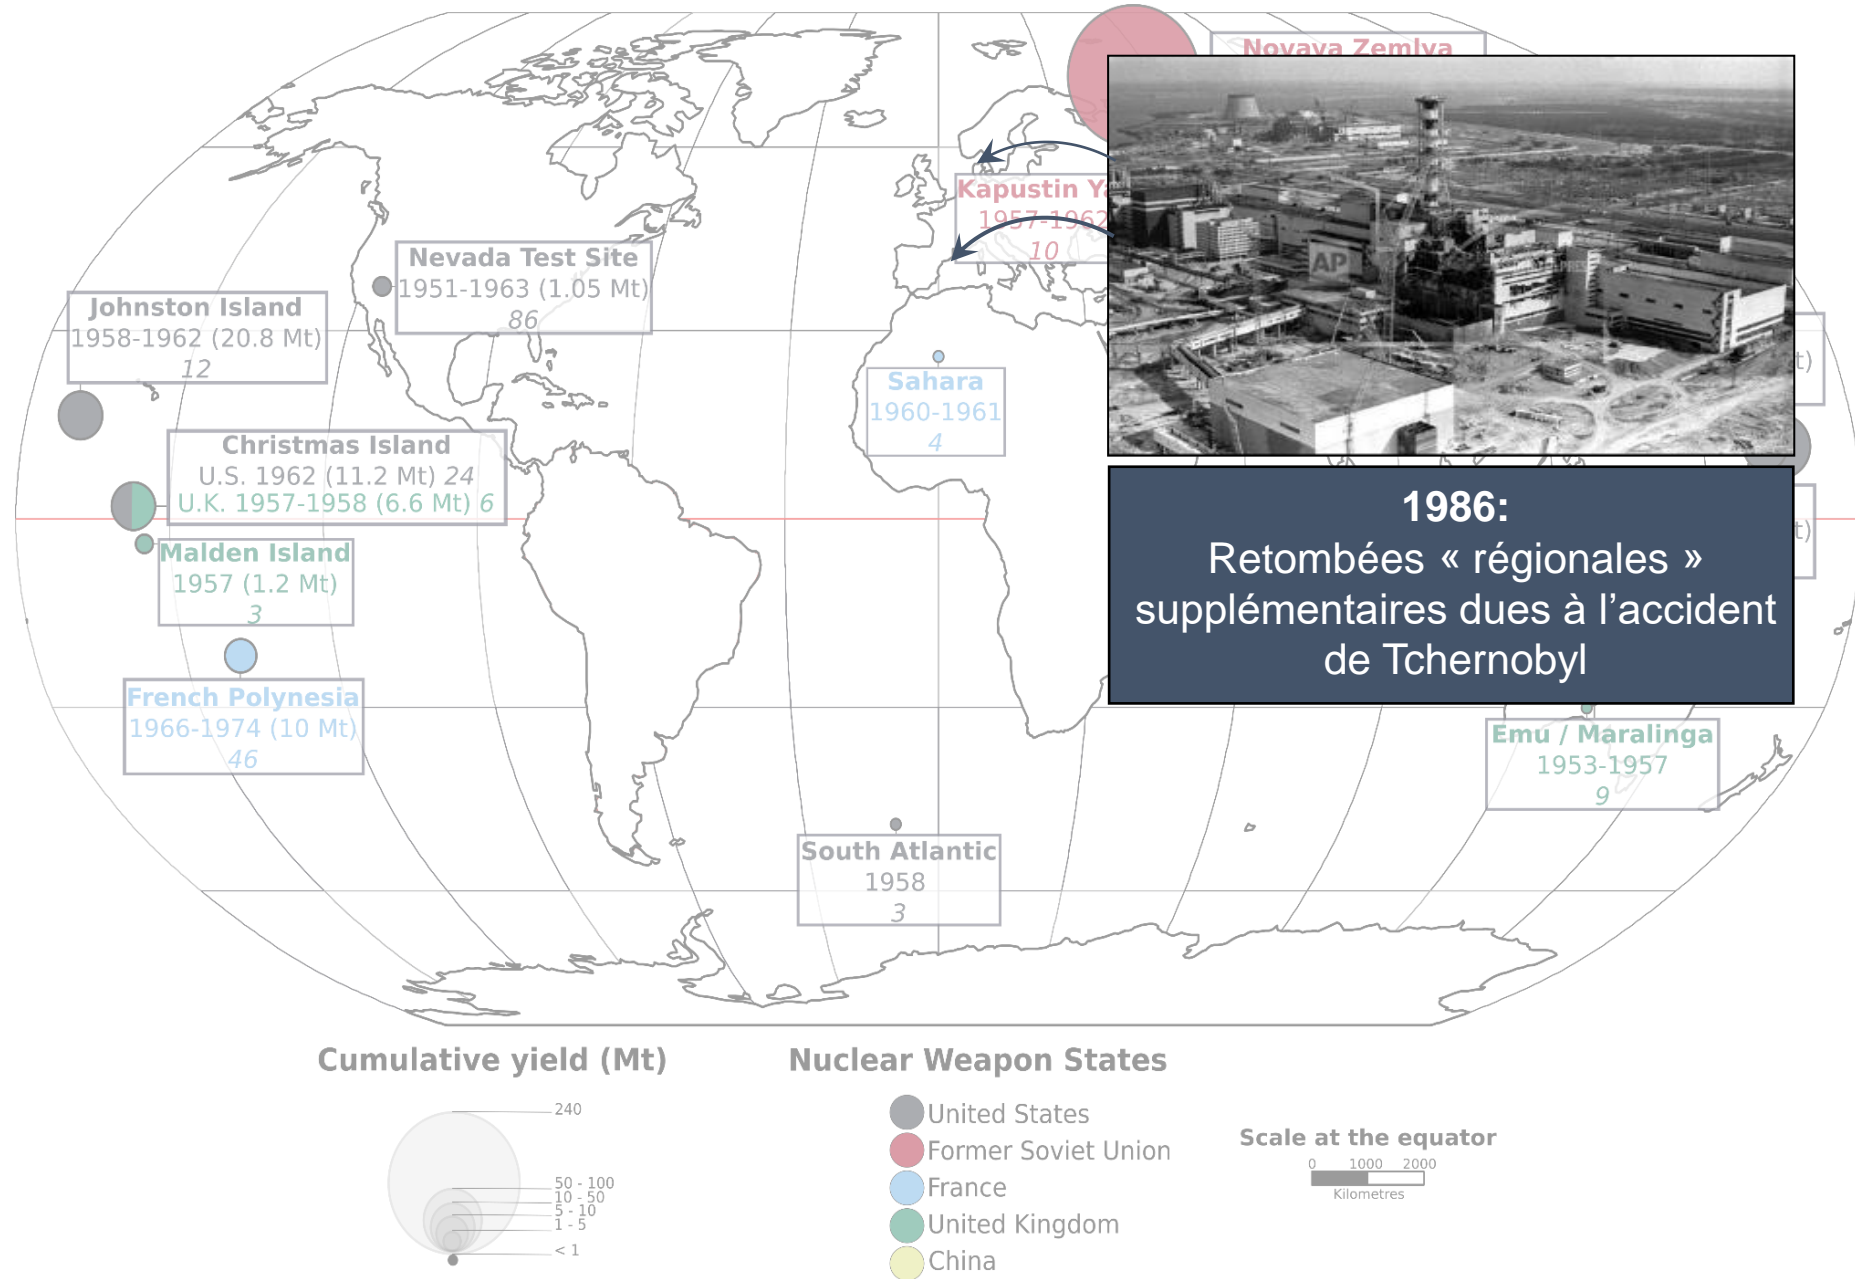 Novaya Zemlya
Kapustin Ya
1957-1962
10
Nevada Test Site
1951-1963 (1.05 Mt)
86
Johnston Island
1958-1962 (20.8 Mt)
12
AP
t)
Sahara
1960-1961
4
Christmas Island
U.S. 1962 (11.2 Mt) 24
U.K. 1957-1958 (6.6 Mt) 6
1986:
Retombées « régionales »
supplémentaires dues à l’accident
de Tchernobyl
t)
Malden Island
1957 (1.2 Mt)
3
French Polynesia
1966-1974 (10 Mt)
46
Emu / Maralinga
1953-1957
9
South Atlantic
1958
3
Cumulative yield (Mt)
240
50 - 100
10 - 50
5 - 10
1 - 5
< 1
Nuclear Weapon States
United States
Former Soviet Union
France
United Kingdom
China
Scale at the equator
0 1000 2000
Kilometres